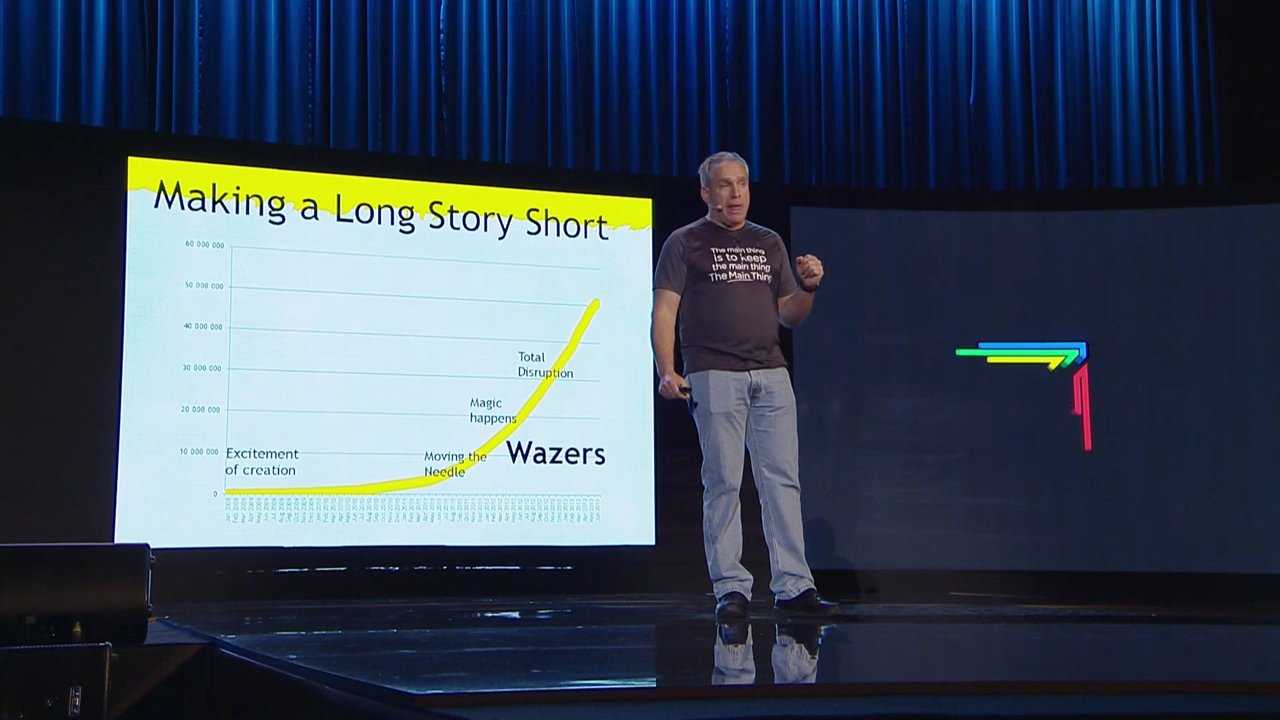 Making a Long Story Short
60 000 000
50 000 000
40 000 000
30 000 000
20 000 000
10 000 000
0
Total
Disruption
Magic
happens
Excitement
of creation
Moving the
Needle
Wazers
The main thing
is to keep
the main thing
The Main Thing